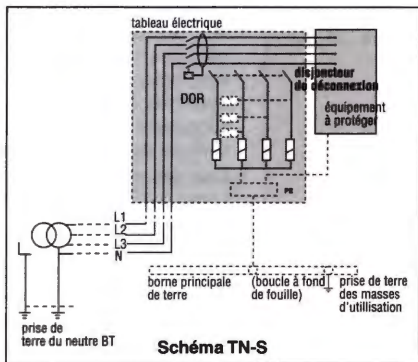 tableau électrique
disjoncteur
de déconnexion
DDR
équipement
à protéger
PE
L1
L2
L3
N
borne principale
de terre
(boucle à fond
de fouille)
prise de terre
des masses
d'utilisation
prise de
terre du neutre BT
Schéma TN-S